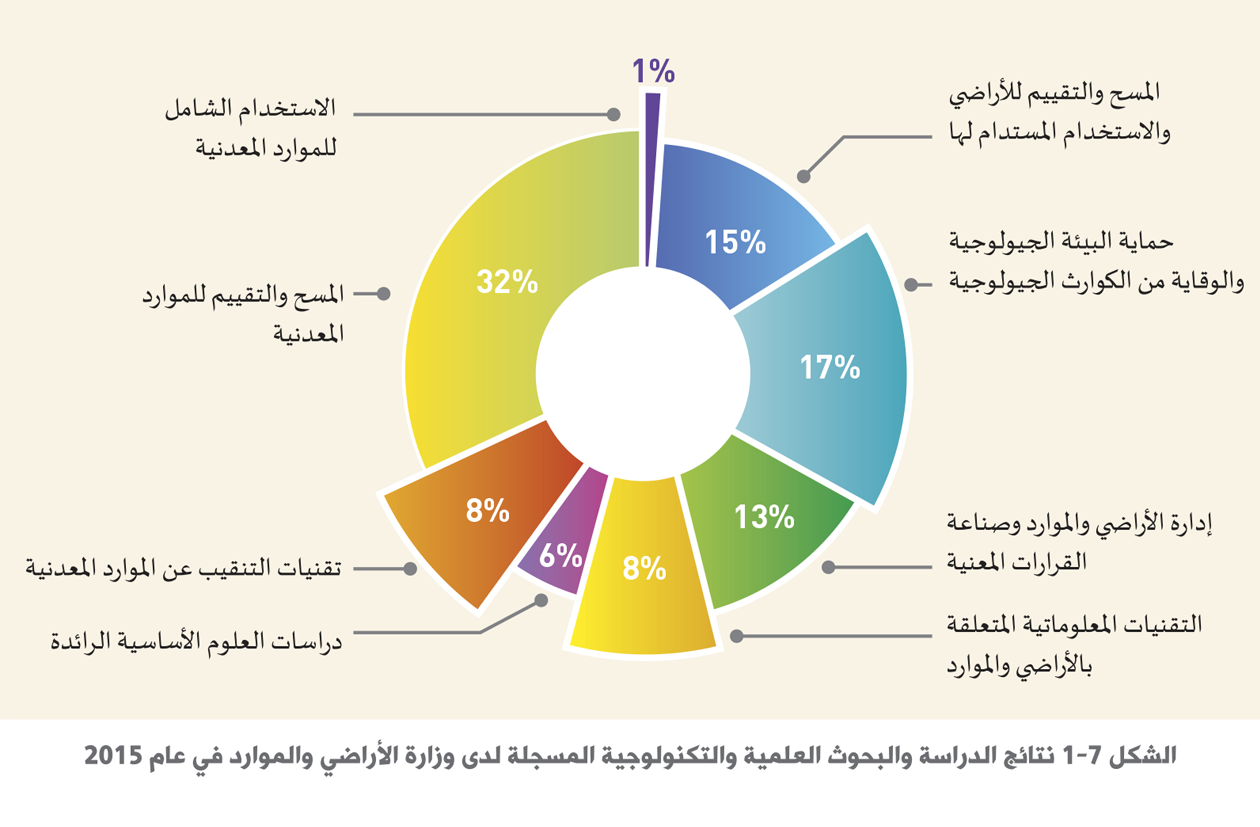 1%
المسح والتقييم للأراضي
والاستخدام المستدام لها
15%
حماية البيئة الجيولوجية
والوقاية من الكوارث الجيولوجية
17%
إدارة الأراضي والموارد وصناعة
القرارات المعنية
13%
التقنيات المعلوماتية المتعلقة
بالأراضي والموارد
8%
دراسات العلوم الأساسية الرائدة
6%
تقنيات التنقيب عن الموارد المعدنية
8%
المسح والتقييم للموارد
المعدنية
32%
الاستخدام الشامل
للموارد المعدنية
الشكل 7-1 نتائج الدراسة والبحوث العلمية والتكنولوجية المسجلة لدى وزارة الأراضي والموارد في عام 2015